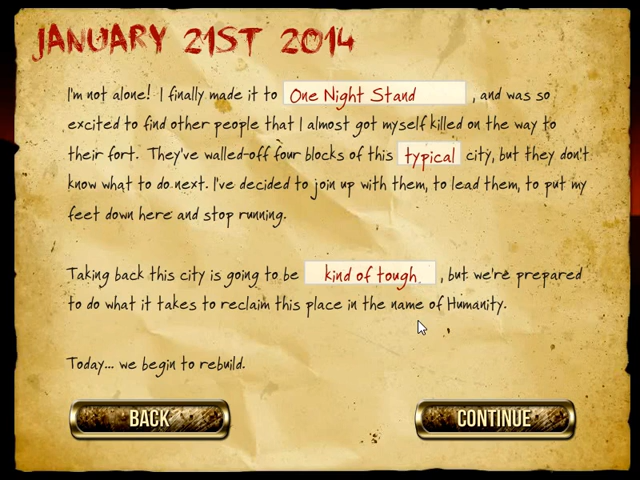 JANUARY 21ST 2014
I'm not alone! I finally made it to One Night Stand , and was so
excited to find other people that I almost got myself killed on the way to
their fort. They've walled-off four blocks of this typical city, but they don't
know what to do next. I've decided to join up with them, to lead them, to put my
feet down here and stop running.
Taking back this city is going to be kind of tough , but we're prepared
to do what it takes to reclaim this place in the name of Humanity.
Today... we begin to rebuild.
BACK
CONTINUE